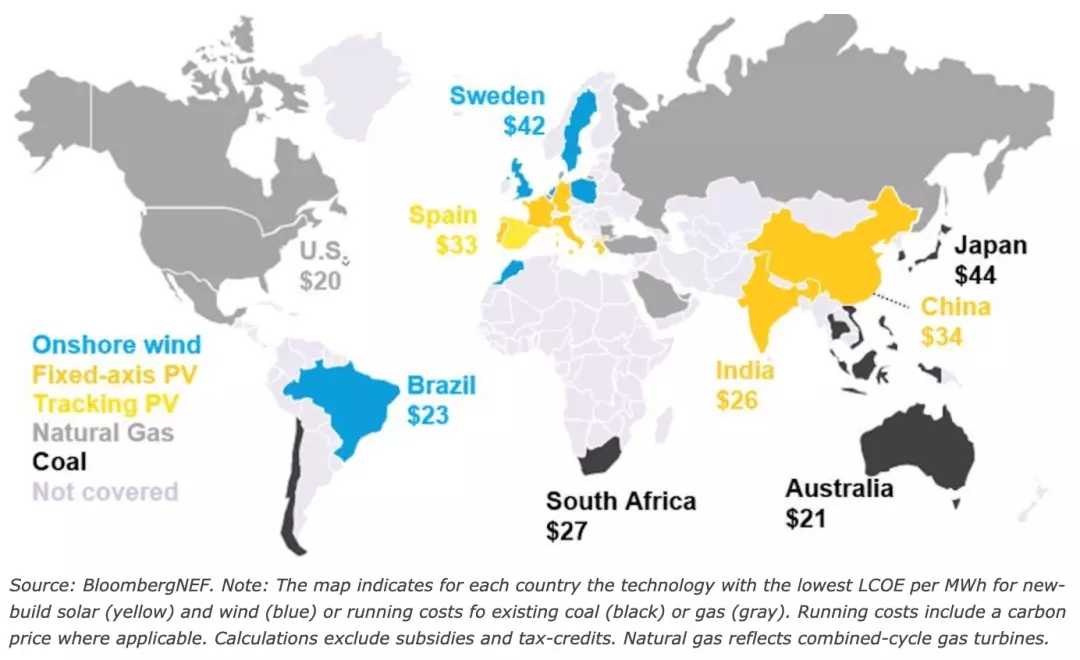 Sweden
$42
Spain
$33
U.S.
$20
Japan
$44
China
$34
India
$26
Onshore wind
Fixed-axis PV
Tracking PV
Natural Gas
Coal
Not covered
Brazil
$23
South Africa
$27
Australia
$21
Source: BloombergNEF. Note: The map indicates for each country the technology with the lowest LCOE per MWh for new-
build solar (yellow) and wind (blue) or running costs fo existing coal (black) or gas (gray). Running costs include a carbon
price where applicable. Calculations exclude subsidies and tax-credits. Natural gas reflects combined-cycle gas turbines.